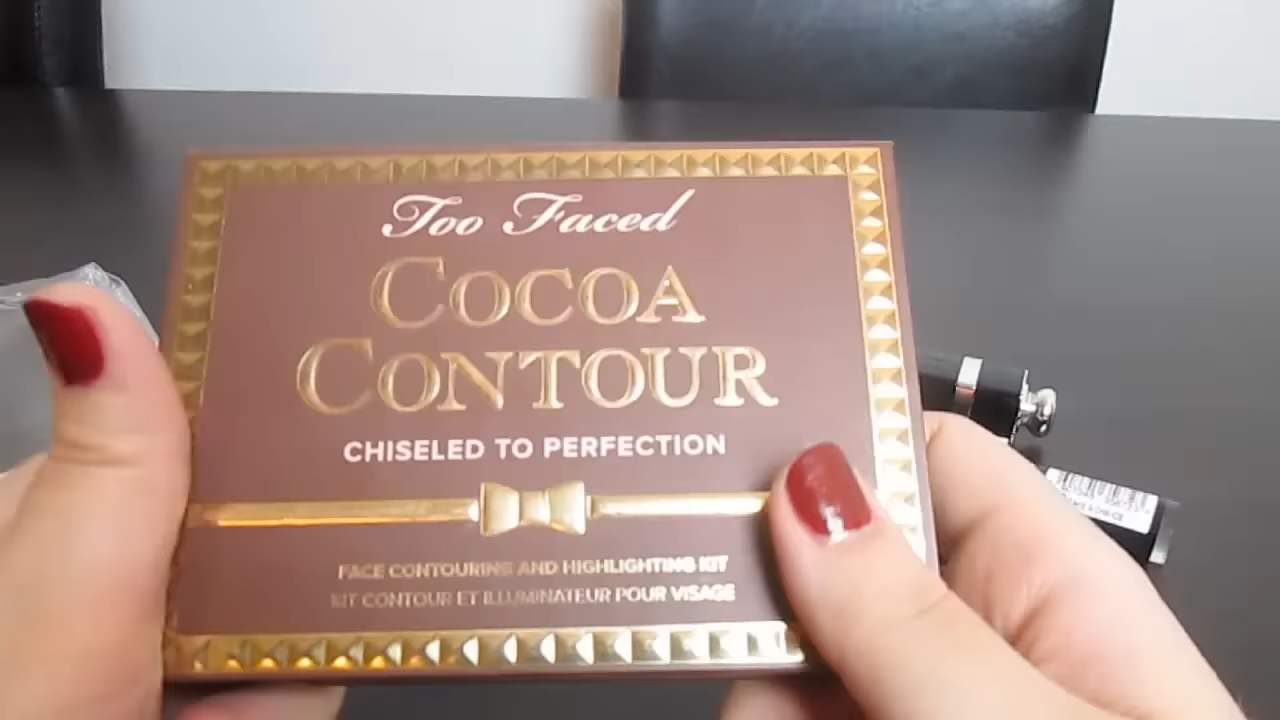 Too Faced
COCOA
CONTOUR
CHISELED TO PERFECTION
FACE CONTOURING AND HIGHLIGHTING KIT
KIT CONTOUR ET ILLUMINATEUR POUR VISAGE